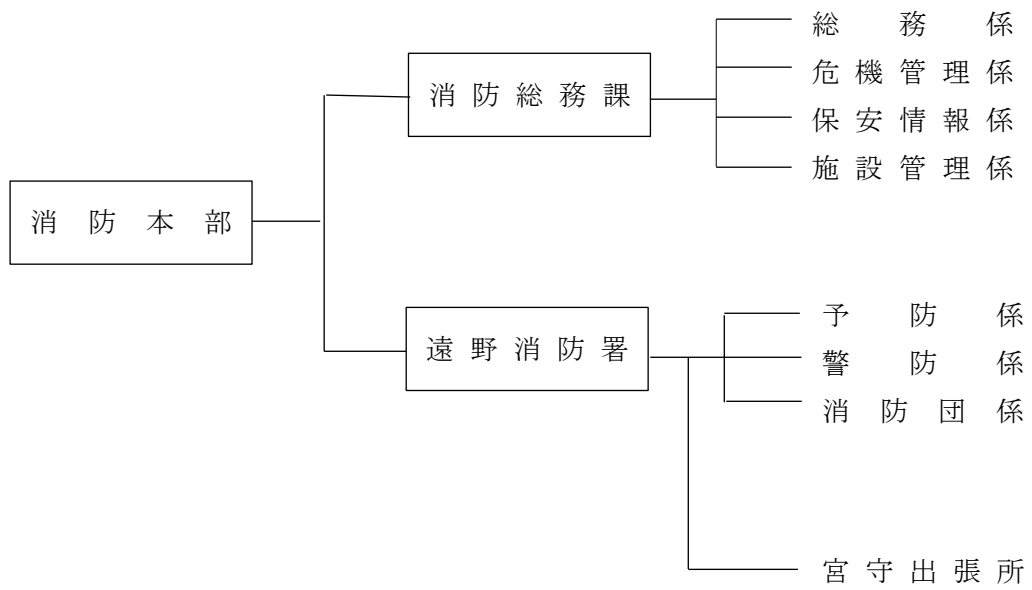 消防本部
消防総務課
総務係
危機管理係
保安情報係
施設管理係
遠野消防署
予防係
警防係
消防団係
宮守出張所